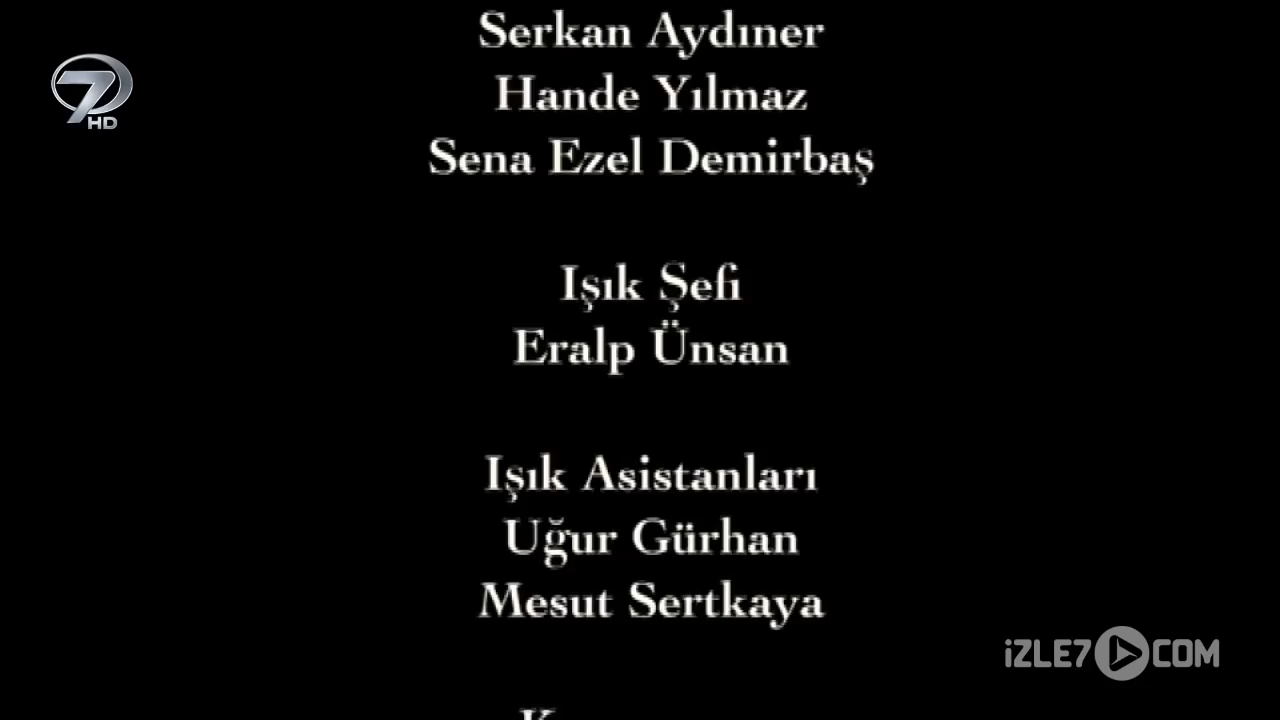 Serkan Aydıner
7 HD
Hande Yılmaz
Sena Ezel Demirbaş
Işık Şefi
Eralp Ünsan
Işık Asistanları
Uğur Gürhan
Mesut Sertkaya
iZLE7 COM